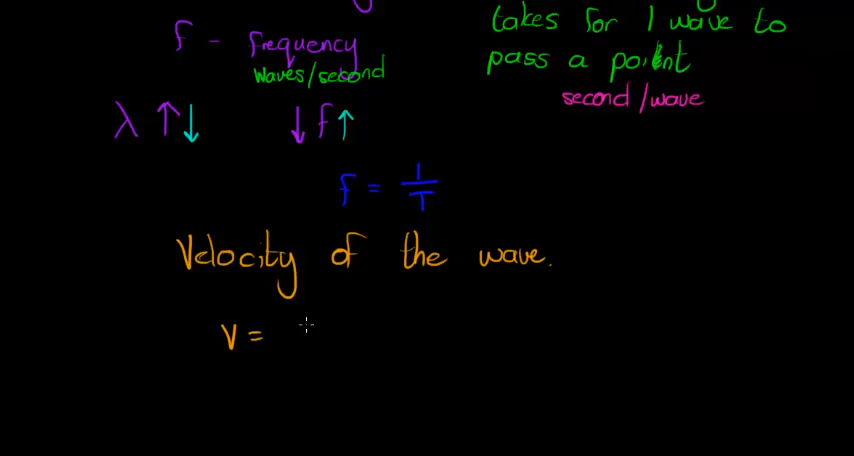 f - frequency
waves/second
takes for 1 wave to
pass a point
second/wave
λ ↑↓ ↓ f ↑
f = 1/T
Velocity of the wave.
v =